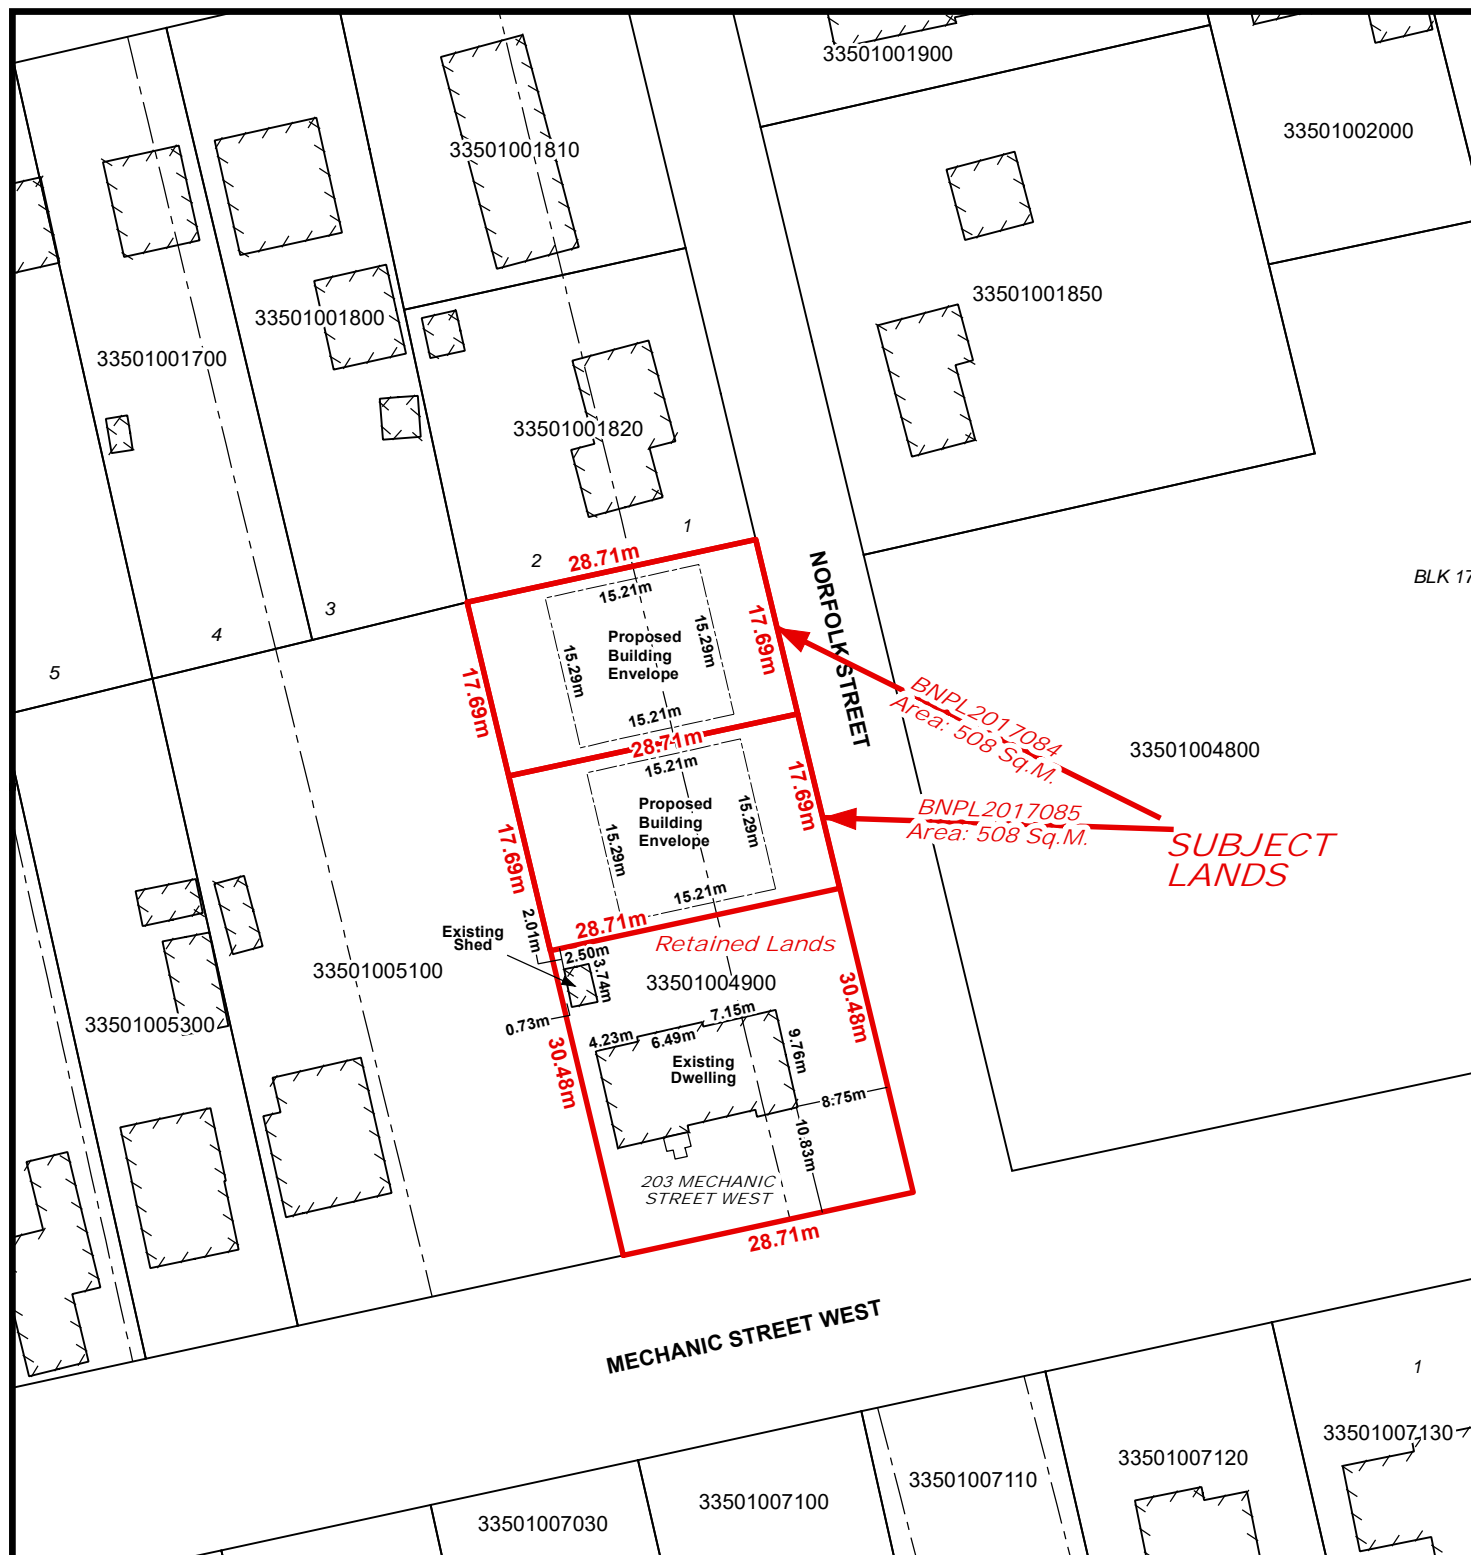 33501001900
33501002000
33501001810
33501001850
33501001800
33501001700
33501001820
1
2
3
4
5
BLK 17
NORFOLK STREET
28.71m
15.21m
17.69m
15.29m
Proposed
Building
Envelope
15.29m
17.69m
15.21m
28.71m
15.21m
17.69m
15.29m
Proposed
Building
Envelope
15.29m
17.69m
15.21m
28.71m
BNPL2017084
Area: 508 Sq.M.
33501004800
BNPL2017085
Area: 508 Sq.M.
SUBJECT
LANDS
2.01m
Existing
Shed
2.50m
3.74m
0.73m
Retained Lands
33501004900
33501005100
33501005300
30.48m
30.48m
4.23m
6.49m
7.15m
9.76m
Existing
Dwelling
8.75m
10.83m
203 MECHANIC
STREET WEST
28.71m
MECHANIC STREET WEST
1
33501007130
33501007120
33501007110
33501007100
33501007030